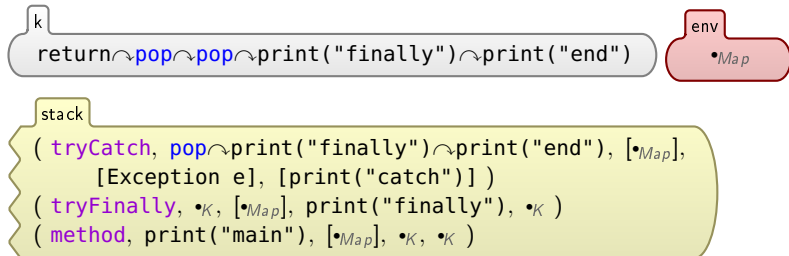 k
return↷pop↷pop↷print("finally")↷print("end")
env
•Map
stack
( tryCatch, pop↷print("finally")↷print("end"), [•Map],
[Exception e], [print("catch")] )
( tryFinally, •K, [•Map], print("finally"), •K )
( method, print("main"), [•Map], •K, •K )